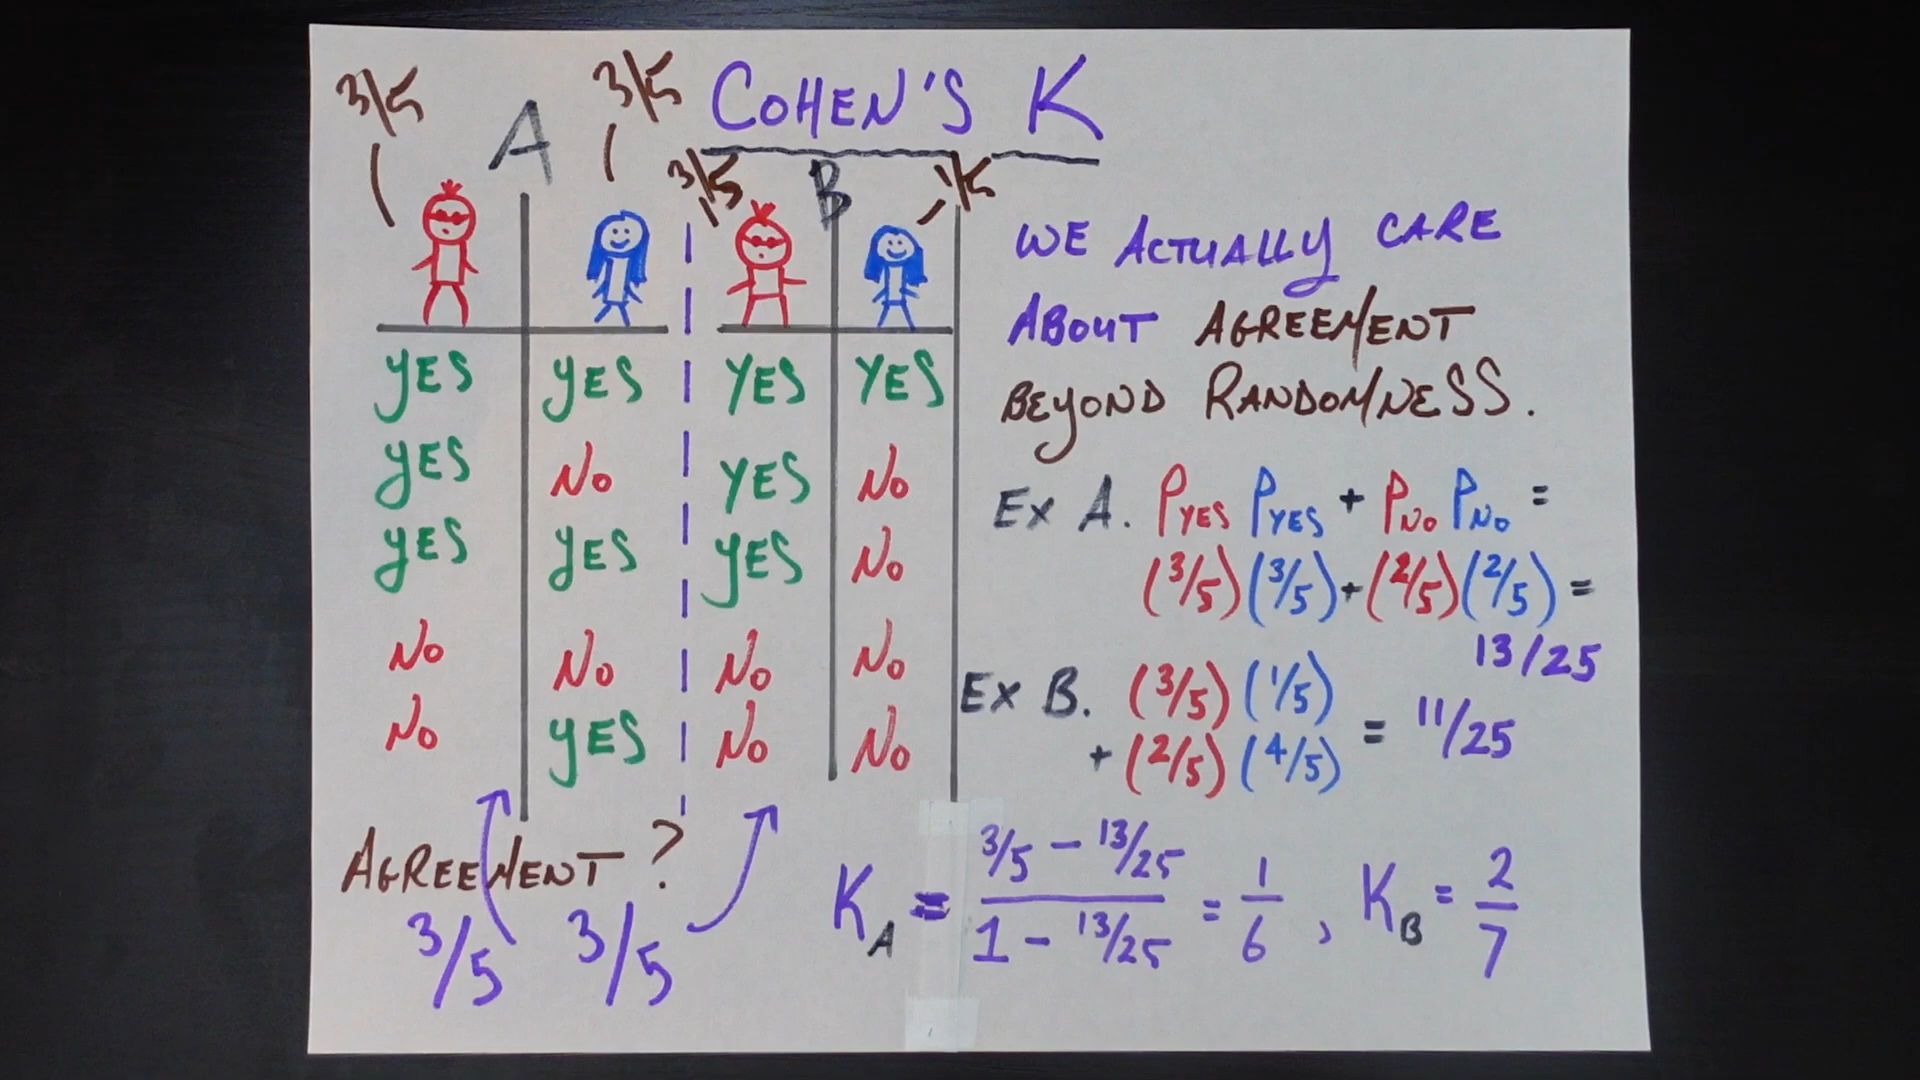 COHEN'S K
3/5 A 3/5
3/5 B 1/5
YES YES YES YES
YES NO YES NO
YES YES YES NO
NO NO NO NO
NO YES NO NO
AGREEMENT?
3/5 3/5
WE ACTUALLY CARE
ABOUT AGREEMENT
BEYOND RANDOMNESS.
EX A. PYES PYES + PNO PNO =
(3/5)(3/5)+(2/5)(2/5) =
13/25
EX B. (3/5)(1/5)
+(2/5)(4/5) = 11/25
KA = 3/5 - 13/25 / 1 - 13/25 = 1/6, KB = 2/7